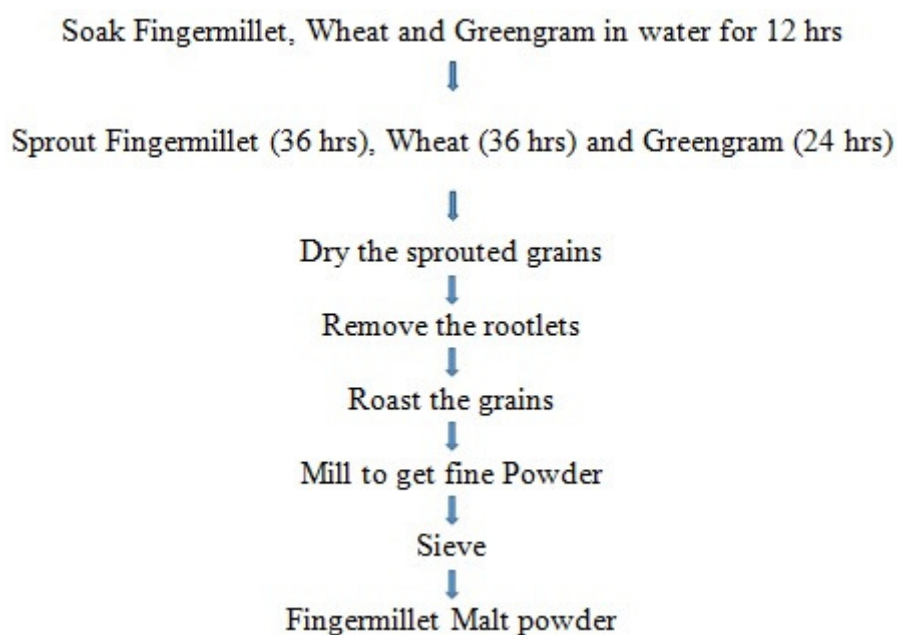 Soak Fingermillet, Wheat and Greengram in water for 12 hrs
Sprout Fingermillet (36 hrs), Wheat (36 hrs) and Greengram (24 hrs)
Dry the sprouted grains
Remove the rootlets
Roast the grains
Mill to get fine Powder
Sieve
Fingermillet Malt powder